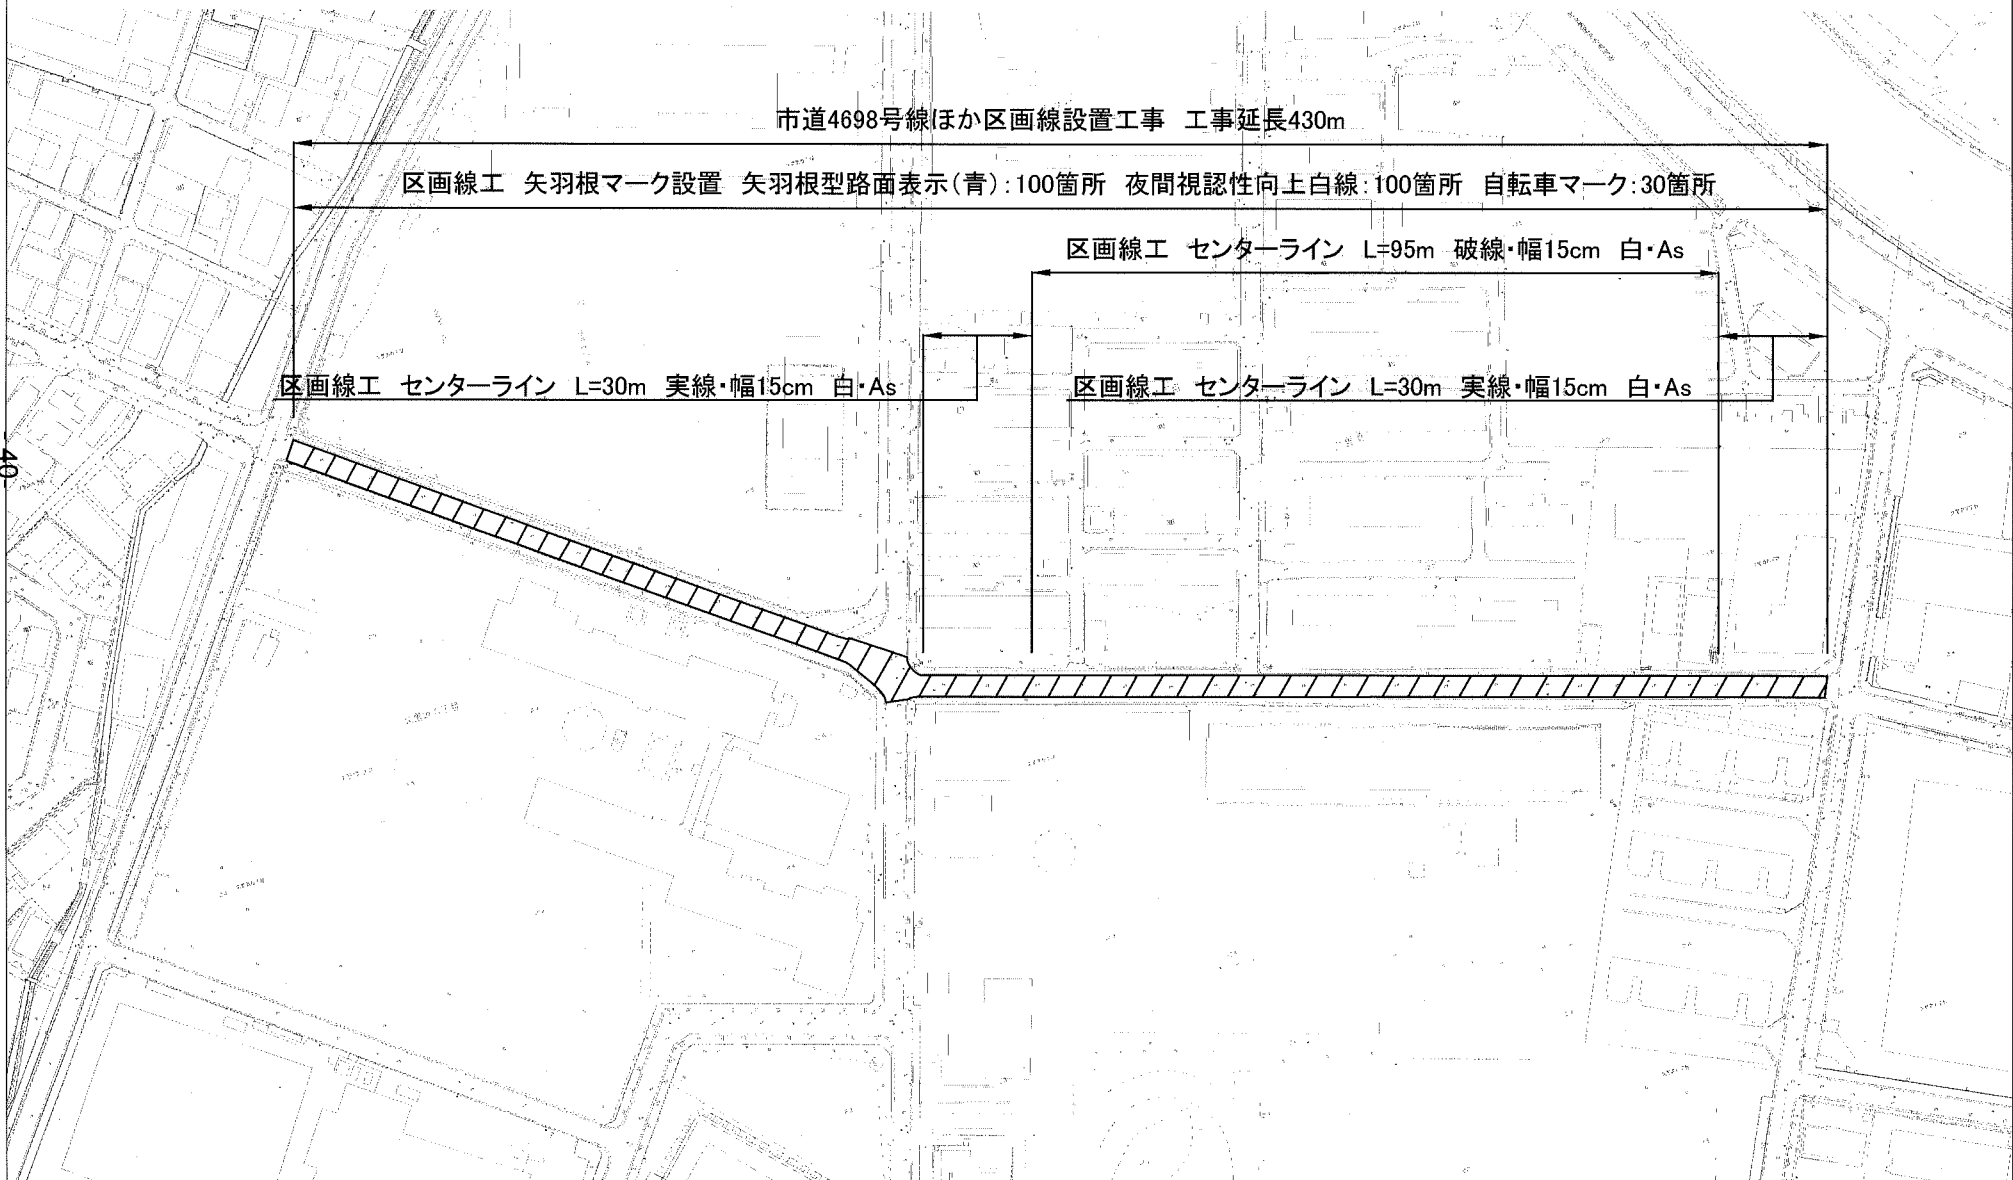 市道4698号線ほか区画線設置工事 工事延長430m
区画線工 矢羽根マーク設置 矢羽根型路面表示(青):100箇所 夜間視認性向上白線:100箇所 自転車マーク:30箇所
区画線工 センターライン L=95m 破線・幅15cm 白・As
区画線工 センターライン L=30m 実線・幅15cm 白・As
区画線工 センターライン L=30m 実線・幅15cm 白・As
-40-